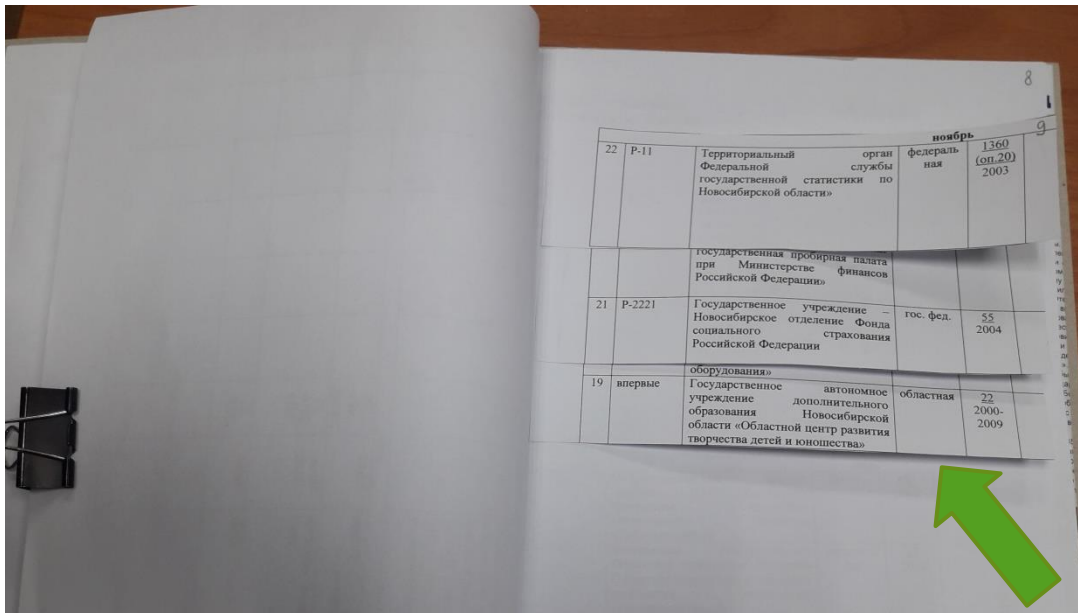 8
9
ноябрь
22 Р-11 Территориальный орган федераль 1360
Федеральной службы ная (оп.20)
государственной статистики по 2003
Новосибирской области»
государственная пробирная палата
при Министерстве финансов
Российской Федерации»
21 Р-2221 Государственное учреждение – гос. фед. 55
Новосибирское отделение Фонда 2004
социального страхования
Российской Федерации
оборудования»
19 впервые Государственное автономное областная 22
учреждение дополнительного 2000-
образования Новосибирской 2009
области «Областной центр развития
творчества детей и юношества»